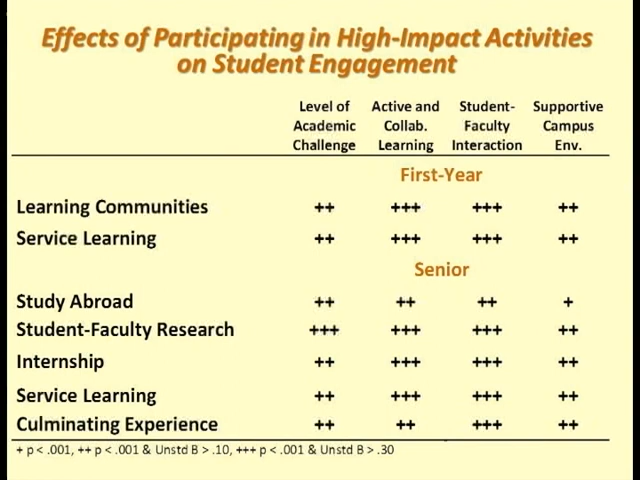 Effects of Participating in High-Impact Activities
on Student Engagement
Level of Active and Student- Supportive
Academic Collab. Faculty Campus
Challenge Learning Interaction Env.
First-Year
Learning Communities ++ +++ +++ ++
Service Learning ++ +++ +++ ++
Senior
Study Abroad ++ ++ ++ +
Student-Faculty Research +++ +++ +++ ++
Internship ++ +++ +++ ++
Service Learning ++ +++ +++ ++
Culminating Experience ++ ++ +++ ++
+ p < .001, ++ p < .001 & Unstd B > .10, +++ p < .001 & Unstd B > .30